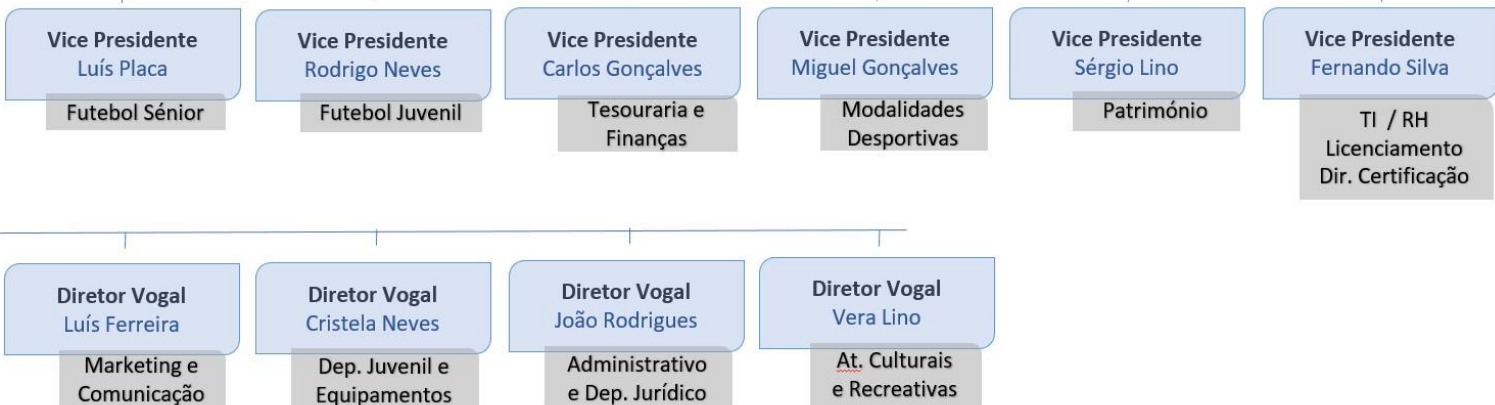 Vice Presidente
Luís Placa
Futebol Sénior
Vice Presidente
Rodrigo Neves
Futebol Juvenil
Vice Presidente
Carlos Gonçalves
Tesouraria e
Finanças
Vice Presidente
Miguel Gonçalves
Modalidades
Desportivas
Vice Presidente
Sérgio Lino
Património
Vice Presidente
Fernando Silva
TI / RH
Licenciamento
Dir. Certificação
Diretor Vogal
Luís Ferreira
Marketing e
Comunicação
Diretor Vogal
Cristela Neves
Dep. Juvenil e
Equipamentos
Diretor Vogal
João Rodrigues
Administrativo
e Dep. Jurídico
Diretor Vogal
Vera Lino
At. Culturais
e Recreativas